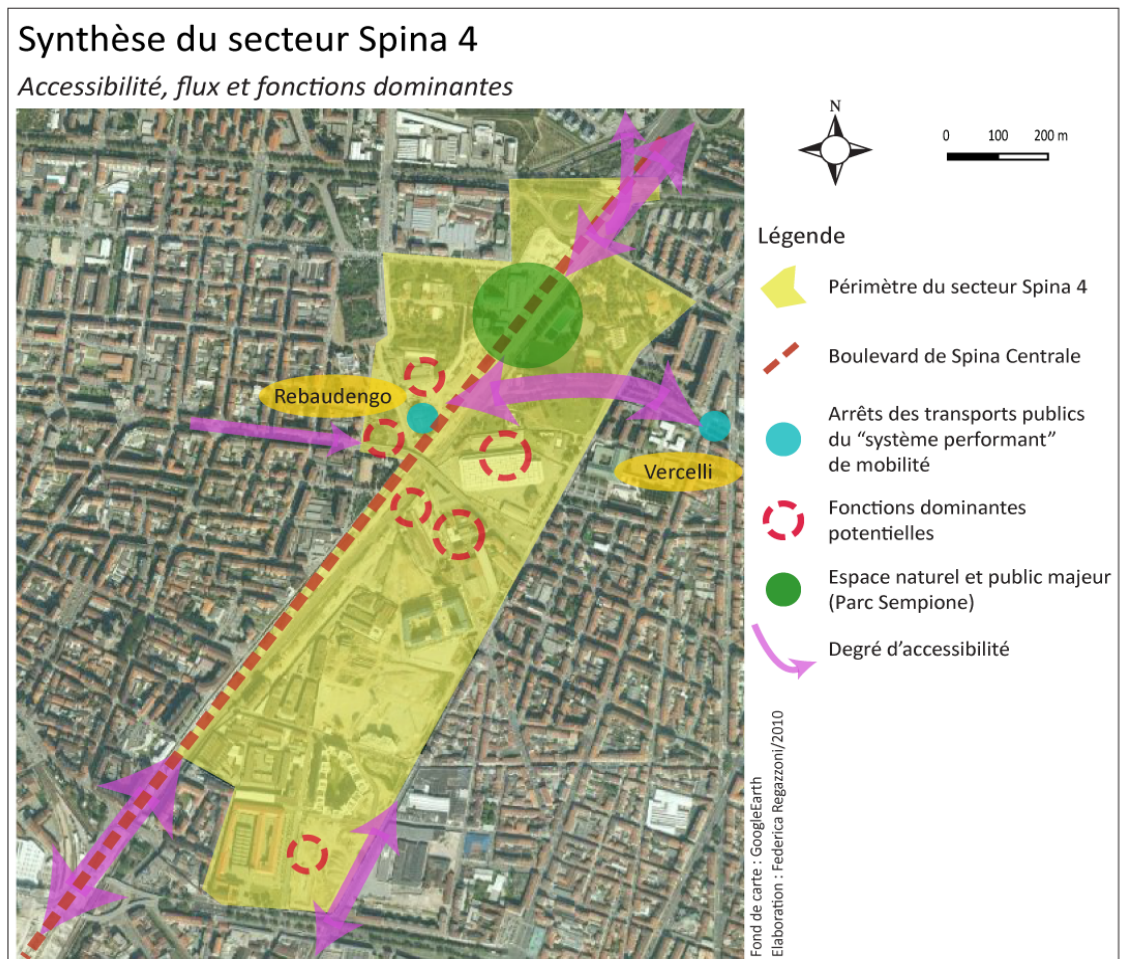 Synthèse du secteur Spina 4
Accessibilité, flux et fonctions dominantes
N
0 100 200 m
Légende
Périmètre du secteur Spina 4
Boulevard de Spina Centrale
Arrêts des transports publics
du “système performant”
de mobilité
Fonctions dominantes
potentielles
Espace naturel et public majeur
(Parc Sempione)
Degré d’accessibilité
Rebaudengo
Vercelli
Fond de carte : GoogleEarth
Elaboration : Federica Regazzoni/2010